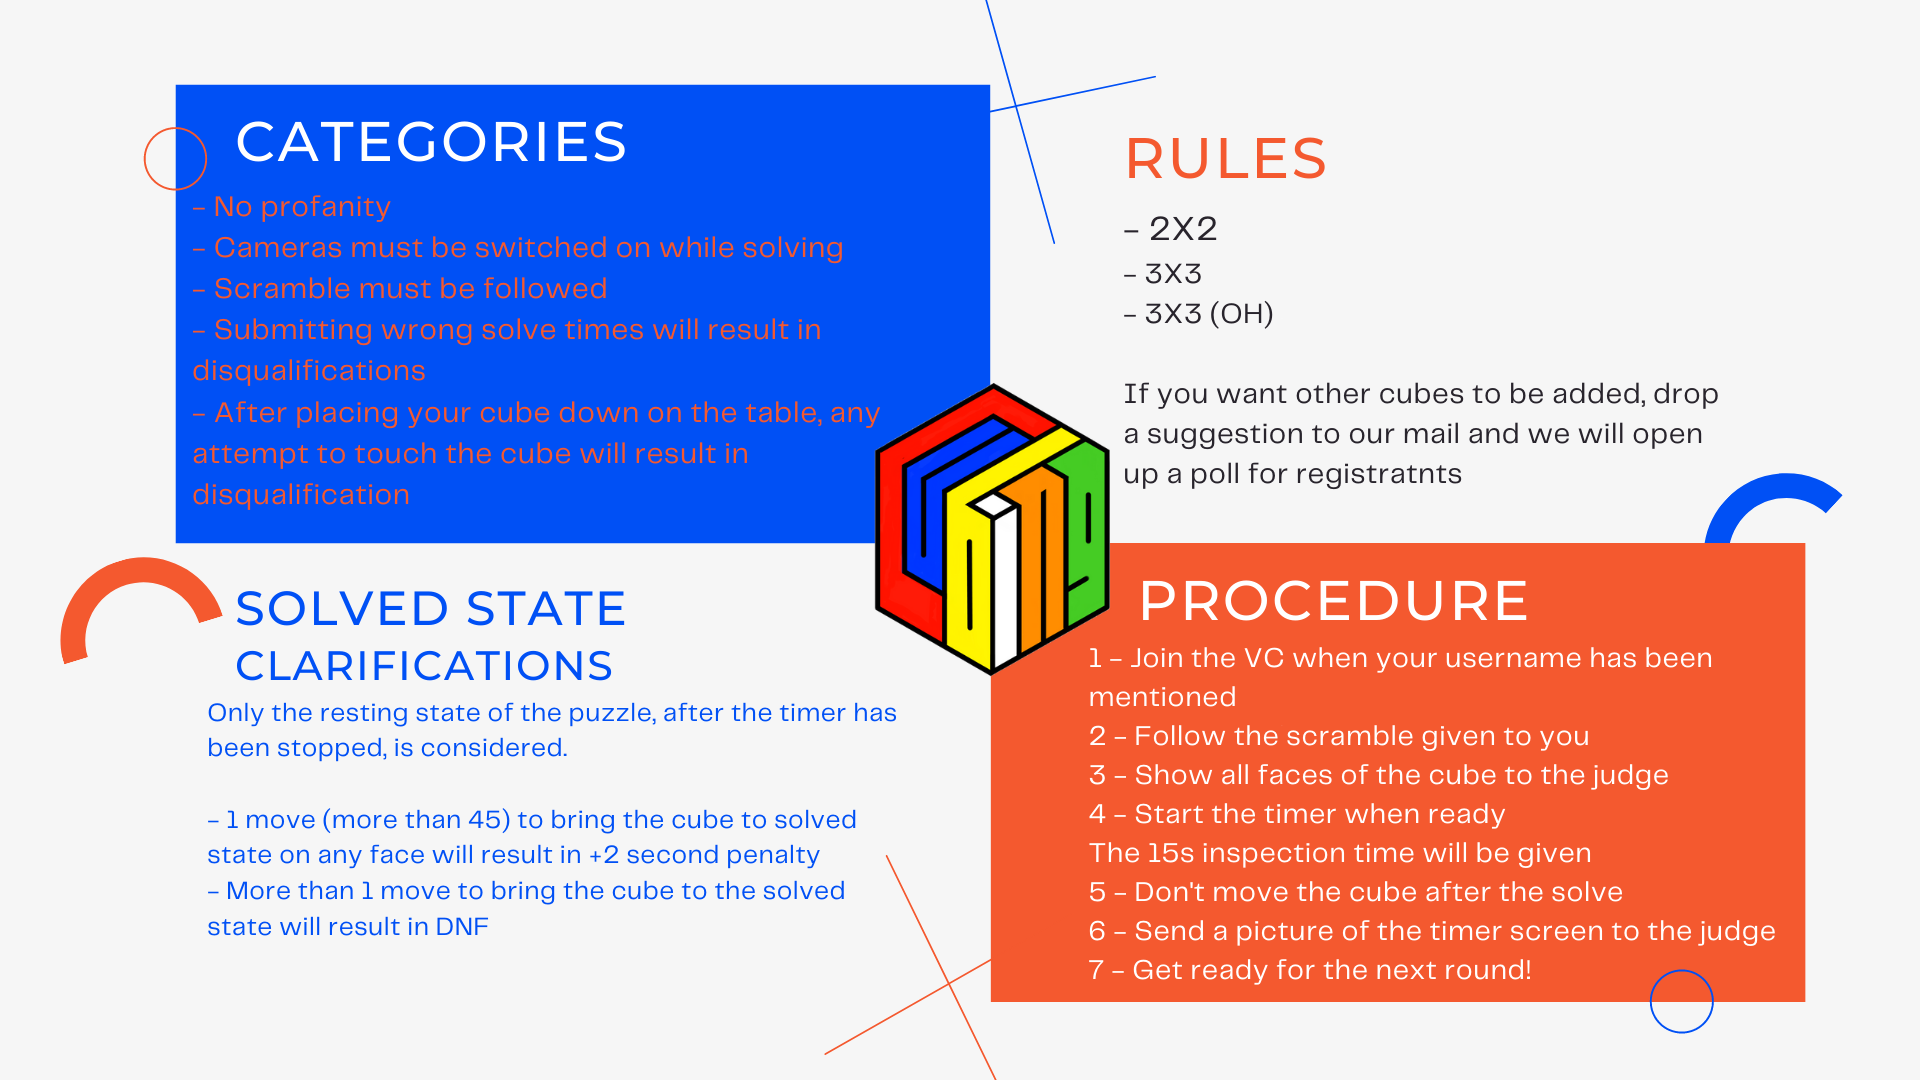 CATEGORIES
- No profanity
- Cameras must be switched on while solving
- Scramble must be followed
- Submitting wrong solve times will result in
disqualifications
- After placing your cube down on the table, any
attempt to touch the cube will result in
disqualification
RULES
- 2X2
- 3X3
- 3X3 (OH)
If you want other cubes to be added, drop
a suggestion to our mail and we will open
up a poll for registratnts
SOLVED STATE
CLARIFICATIONS
Only the resting state of the puzzle, after the timer has
been stopped, is considered.
- 1 move (more than 45) to bring the cube to solved
state on any face will result in +2 second penalty
- More than 1 move to bring the cube to the solved
state will result in DNF
PROCEDURE
1 - Join the VC when your username has been
mentioned
2 - Follow the scramble given to you
3 - Show all faces of the cube to the judge
4 - Start the timer when ready
The 15s inspection time will be given
5 - Don't move the cube after the solve
6 - Send a picture of the timer screen to the judge
7 - Get ready for the next round!